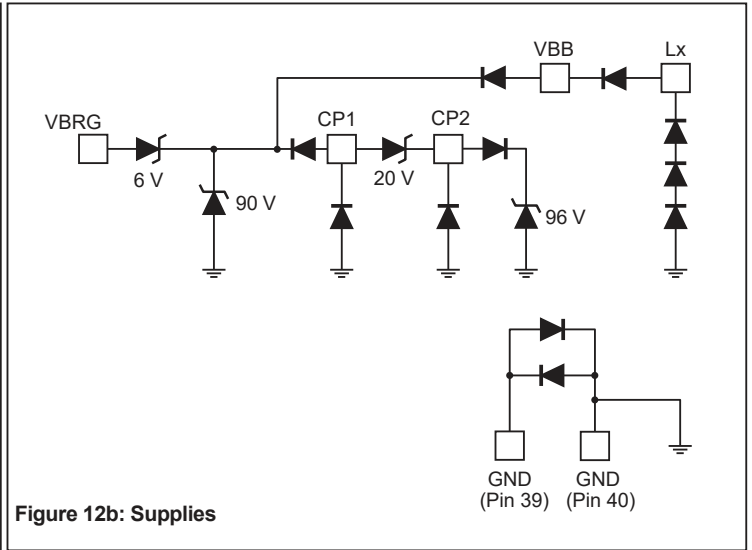 VBB
Lx
VBRG
CP1
CP2
6 V
20 V
90 V
96 V
GND
(Pin 39)
GND
(Pin 40)
Figure 12b: Supplies